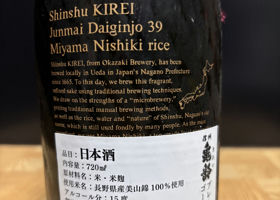 Shinshu KIREI
Junmai Daiginjo 39
Miyama Nishiki rice
Shinshu KIREI, from Okazaki Brewery, has been
brewed locally in Ueda in Japan's Nagano Prefecture
since 1665. To this day, we brew this fragrant,
refined sake using traditional brewing techniques.
We draw on the strengths of a "microbrewery",
putting traditional manual brewing methods,
as well as the rice, water and "nature" of Shinshu, Nagano's
name, which is still used fondly by many people. As the
品目:日本酒
内容量:720ml
原材料名:米・米麹
使用米名:長野県産美山錦100%使用
アルコール分:15度
信州
亀齢